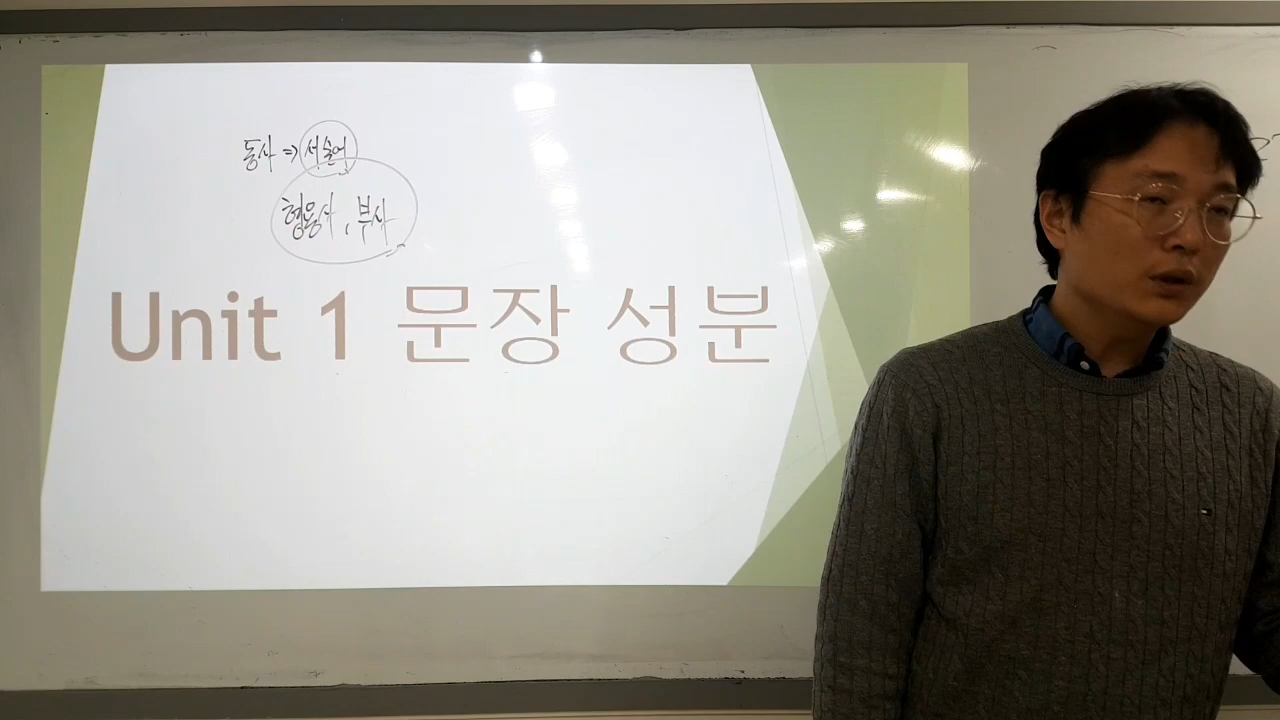 동사 ⇒ 서술어
형용사, 부사
Unit 1 문장 성분